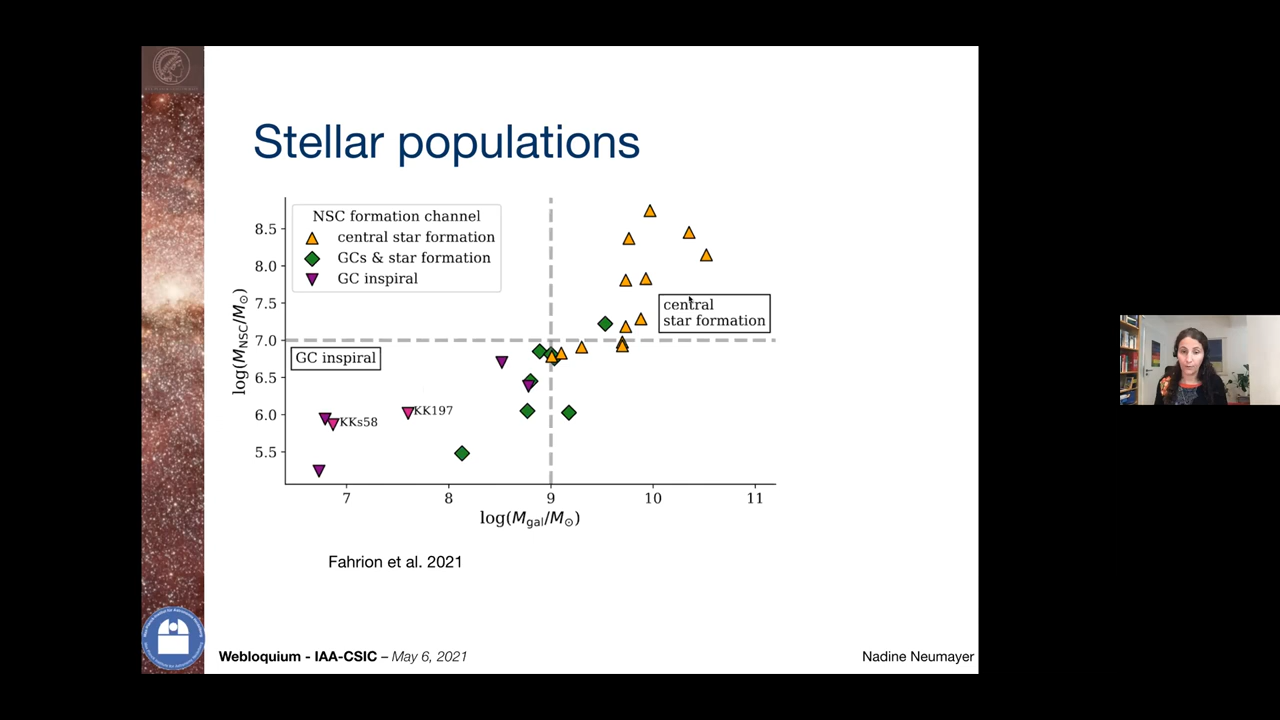 Stellar populations
NSC formation channel
central star formation
GCs & star formation
GC inspiral
8.5
8.0
7.5
7.0
6.5
6.0
5.5
log(M_NSC/M_⊙)
central
star formation
GC inspiral
KK197
KKs58
7 8 9 10 11
log(M_gal/M_⊙)
Fahrion et al. 2021
Webloquium - IAA-CSIC – May 6, 2021
Nadine Neumayer